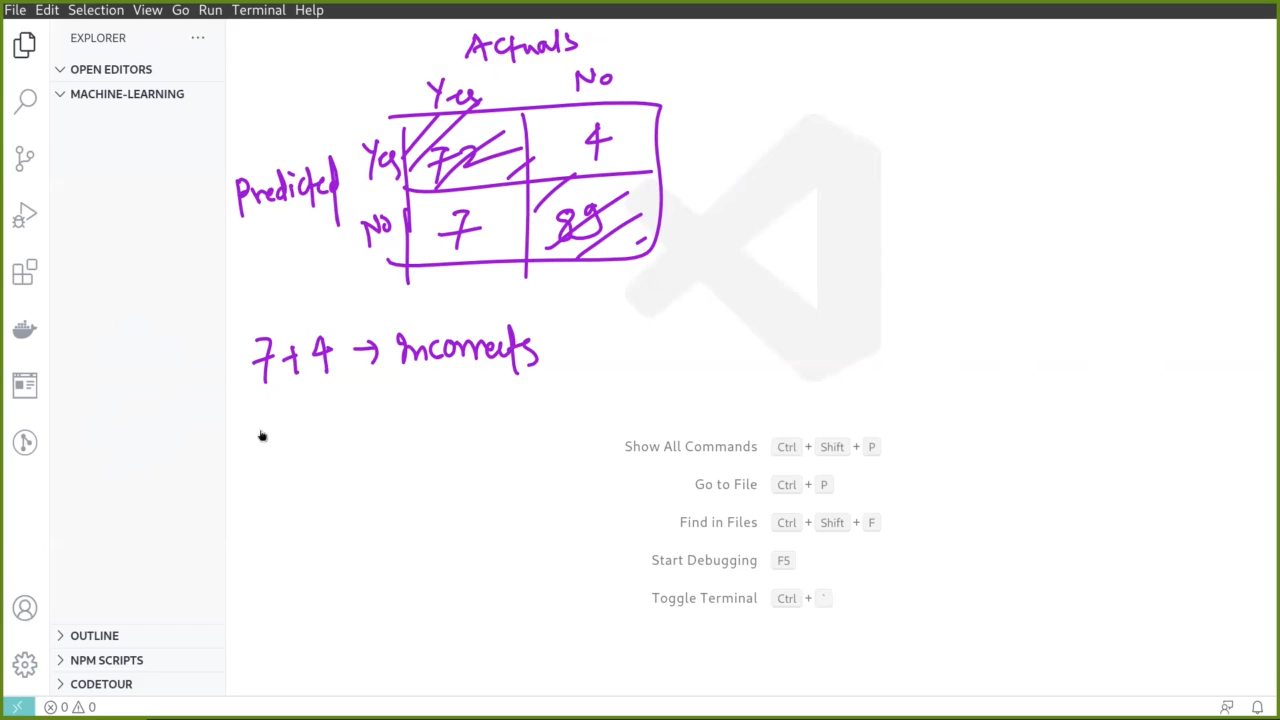 File Edit Selection View Go Run Terminal Help
EXPLORER ...
OPEN EDITORS
MACHINE-LEARNING
Actuals
Yes No
Predicted
Yes 72 4
No 7 89
7+4 → Incorrects
Show All Commands Ctrl + Shift + P
Go to File Ctrl + P
Find in Files Ctrl + Shift + F
Start Debugging F5
Toggle Terminal Ctrl + `
OUTLINE
NPM SCRIPTS
CODETOUR
0 0